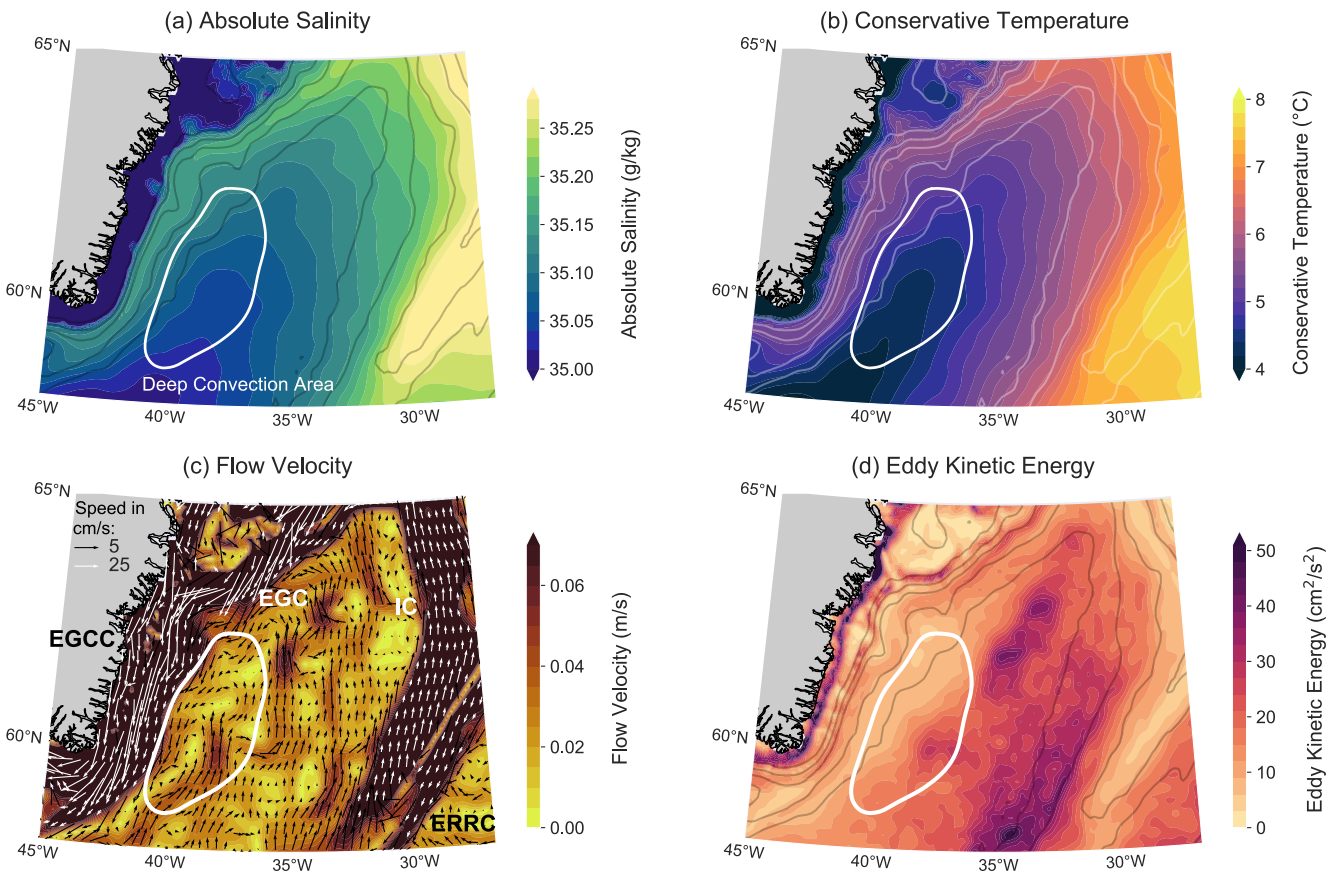 (a) Absolute Salinity
65°N
60°N
45°W
40°W
35°W
30°W
Deep Convection Area
35.25
35.20
35.15
35.10
35.05
35.00
Absolute Salinity (g/kg)
(b) Conservative Temperature
65°N
60°N
45°W
40°W
35°W
30°W
8
7
6
5
4
Conservative Temperature (°C)
(c) Flow Velocity
65°N
Speed in
cm/s:
5
25
EGC
IC
EGCC
60°N
ERRC
45°W
40°W
35°W
30°W
0.06
0.04
0.02
0.00
Flow Velocity (m/s)
(d) Eddy Kinetic Energy
65°N
60°N
45°W
40°W
35°W
30°W
50
40
30
20
10
0
Eddy Kinetic Energy (cm²/s²)